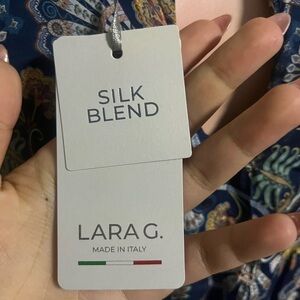 SILK
BLEND
LARA G.
MADE IN ITALY